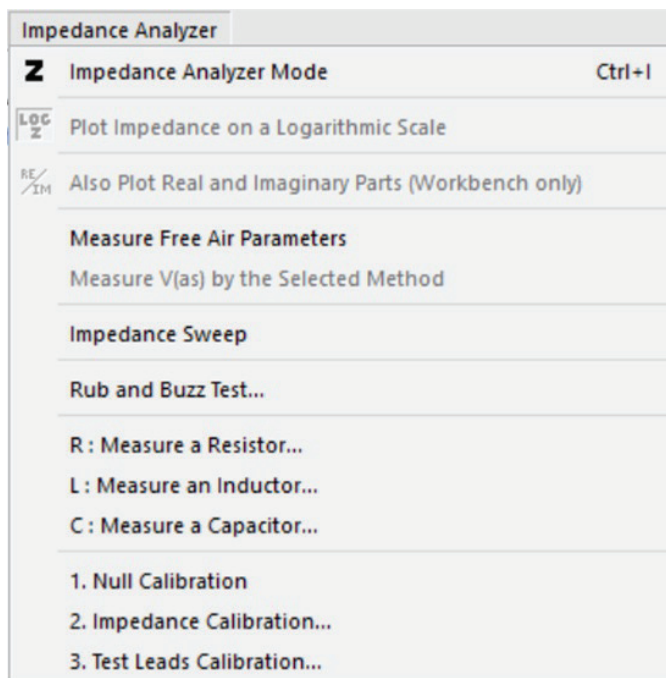 Impedance Analyzer
Z Impedance Analyzer Mode Ctrl+I
LOG Z Plot Impedance on a Logarithmic Scale
RE/IM Also Plot Real and Imaginary Parts (Workbench only)
Measure Free Air Parameters
Measure V(as) by the Selected Method
Impedance Sweep
Rub and Buzz Test...
R : Measure a Resistor...
L : Measure an Inductor...
C : Measure a Capacitor...
1. Null Calibration
2. Impedance Calibration...
3. Test Leads Calibration...